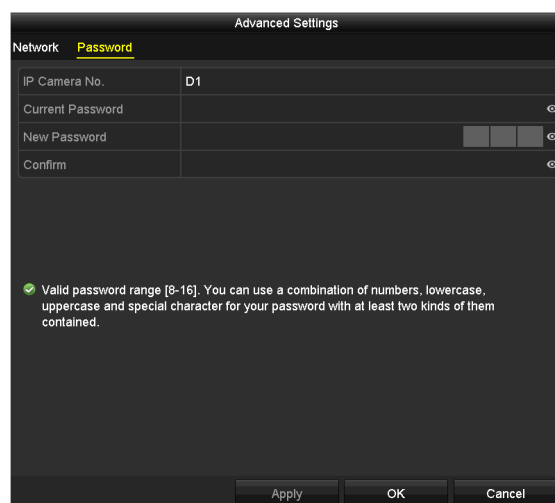 Advanced Settings
Network Password
IP Camera No. D1
Current Password
New Password
Confirm
Valid password range [8-16]. You can use a combination of numbers, lowercase,
uppercase and special character for your password with at least two kinds of them
contained.
Apply OK Cancel